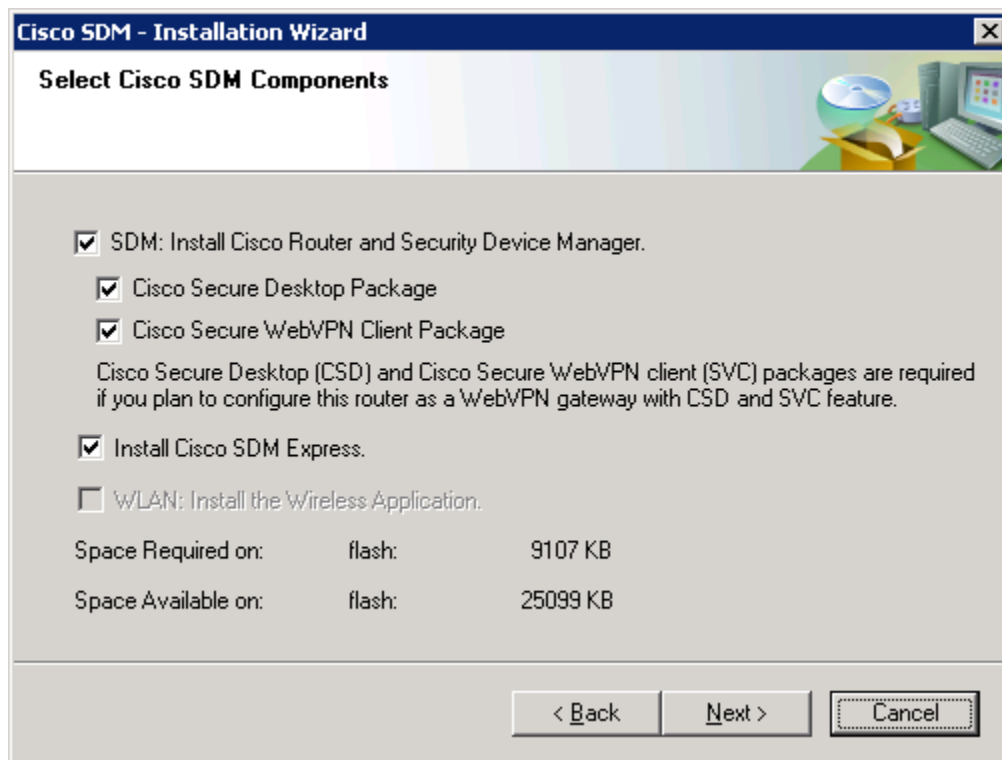 Cisco SDM - Installation Wizard
Select Cisco SDM Components
SDM: Install Cisco Router and Security Device Manager.
Cisco Secure Desktop Package
Cisco Secure WebVPN Client Package
Cisco Secure Desktop (CSD) and Cisco Secure WebVPN client (SVC) packages are required
if you plan to configure this router as a WebVPN gateway with CSD and SVC feature.
Install Cisco SDM Express.
WLAN: Install the Wireless Application.
Space Required on: flash: 9107 KB
Space Available on: flash: 25099 KB
< Back Next > Cancel